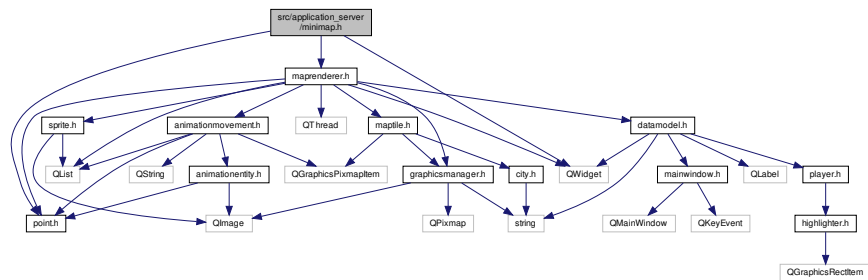 src/application_server
/minimap.h
maprenderer.h
sprite.h
animationmovement.h
QThread
maptile.h
datamodel.h
QList
QString
animationentity.h
QGraphicsPixmapItem
graphicsmanager.h
city.h
QWidget
mainwindow.h
QLabel
player.h
point.h
QImage
QPixmap
string
QMainWindow
QKeyEvent
highlighter.h
QGraphicsRectItem